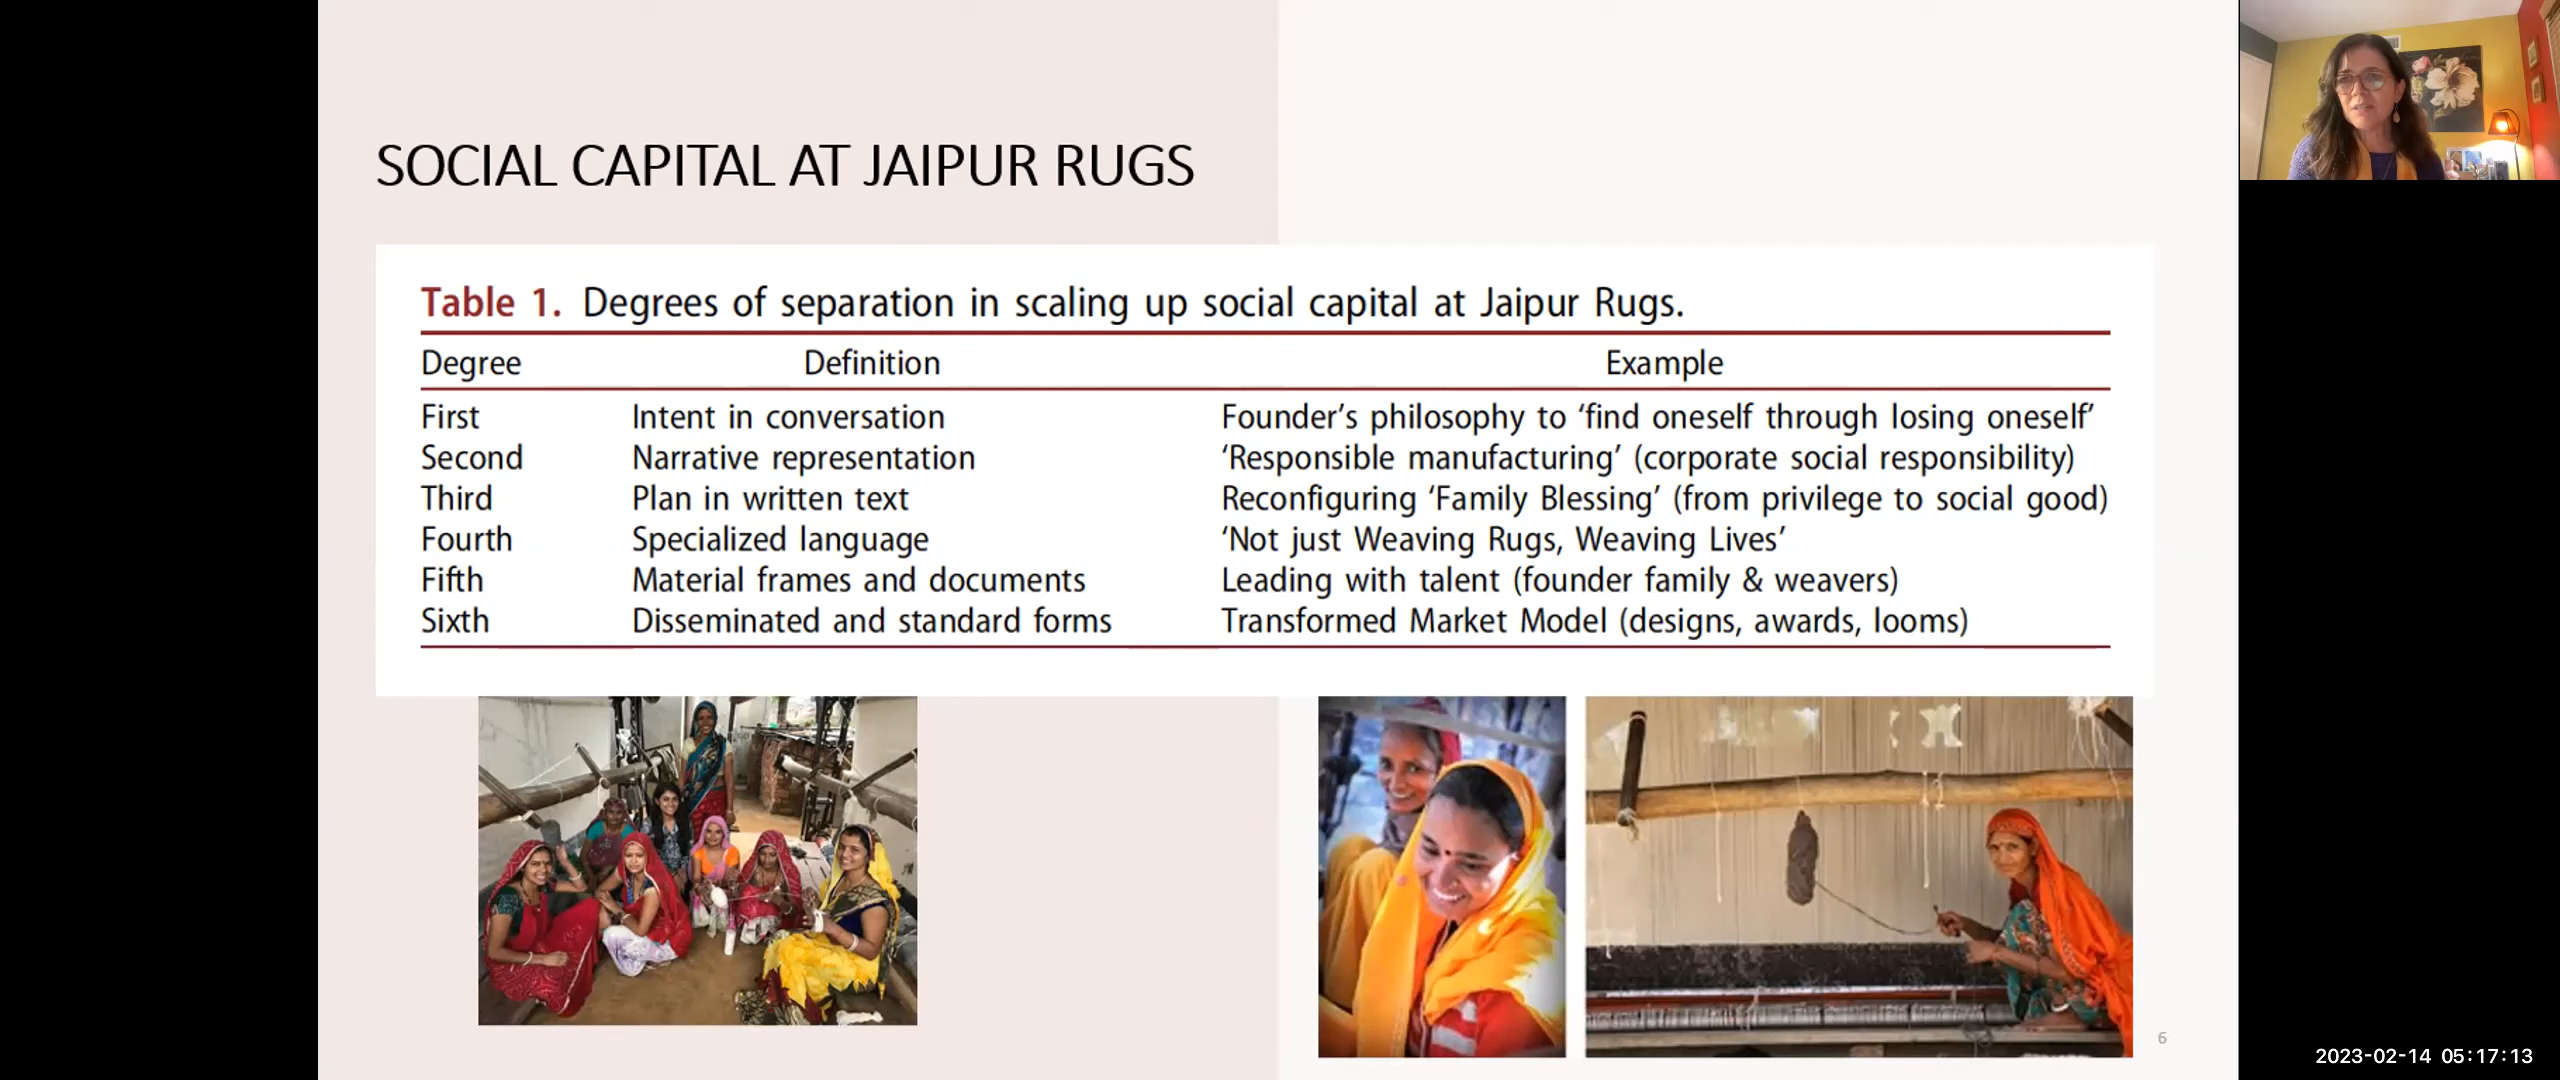 SOCIAL CAPITAL AT JAIPUR RUGS
Table 1. Degrees of separation in scaling up social capital at Jaipur Rugs.
Degree Definition Example
First Intent in conversation Founder’s philosophy to ‘find oneself through losing oneself’
Second Narrative representation ‘Responsible manufacturing’ (corporate social responsibility)
Third Plan in written text Reconfiguring ‘Family Blessing’ (from privilege to social good)
Fourth Specialized language ‘Not just Weaving Rugs, Weaving Lives’
Fifth Material frames and documents Leading with talent (founder family & weavers)
Sixth Disseminated and standard forms Transformed Market Model (designs, awards, looms)
6
2023-02-14 05:17:13